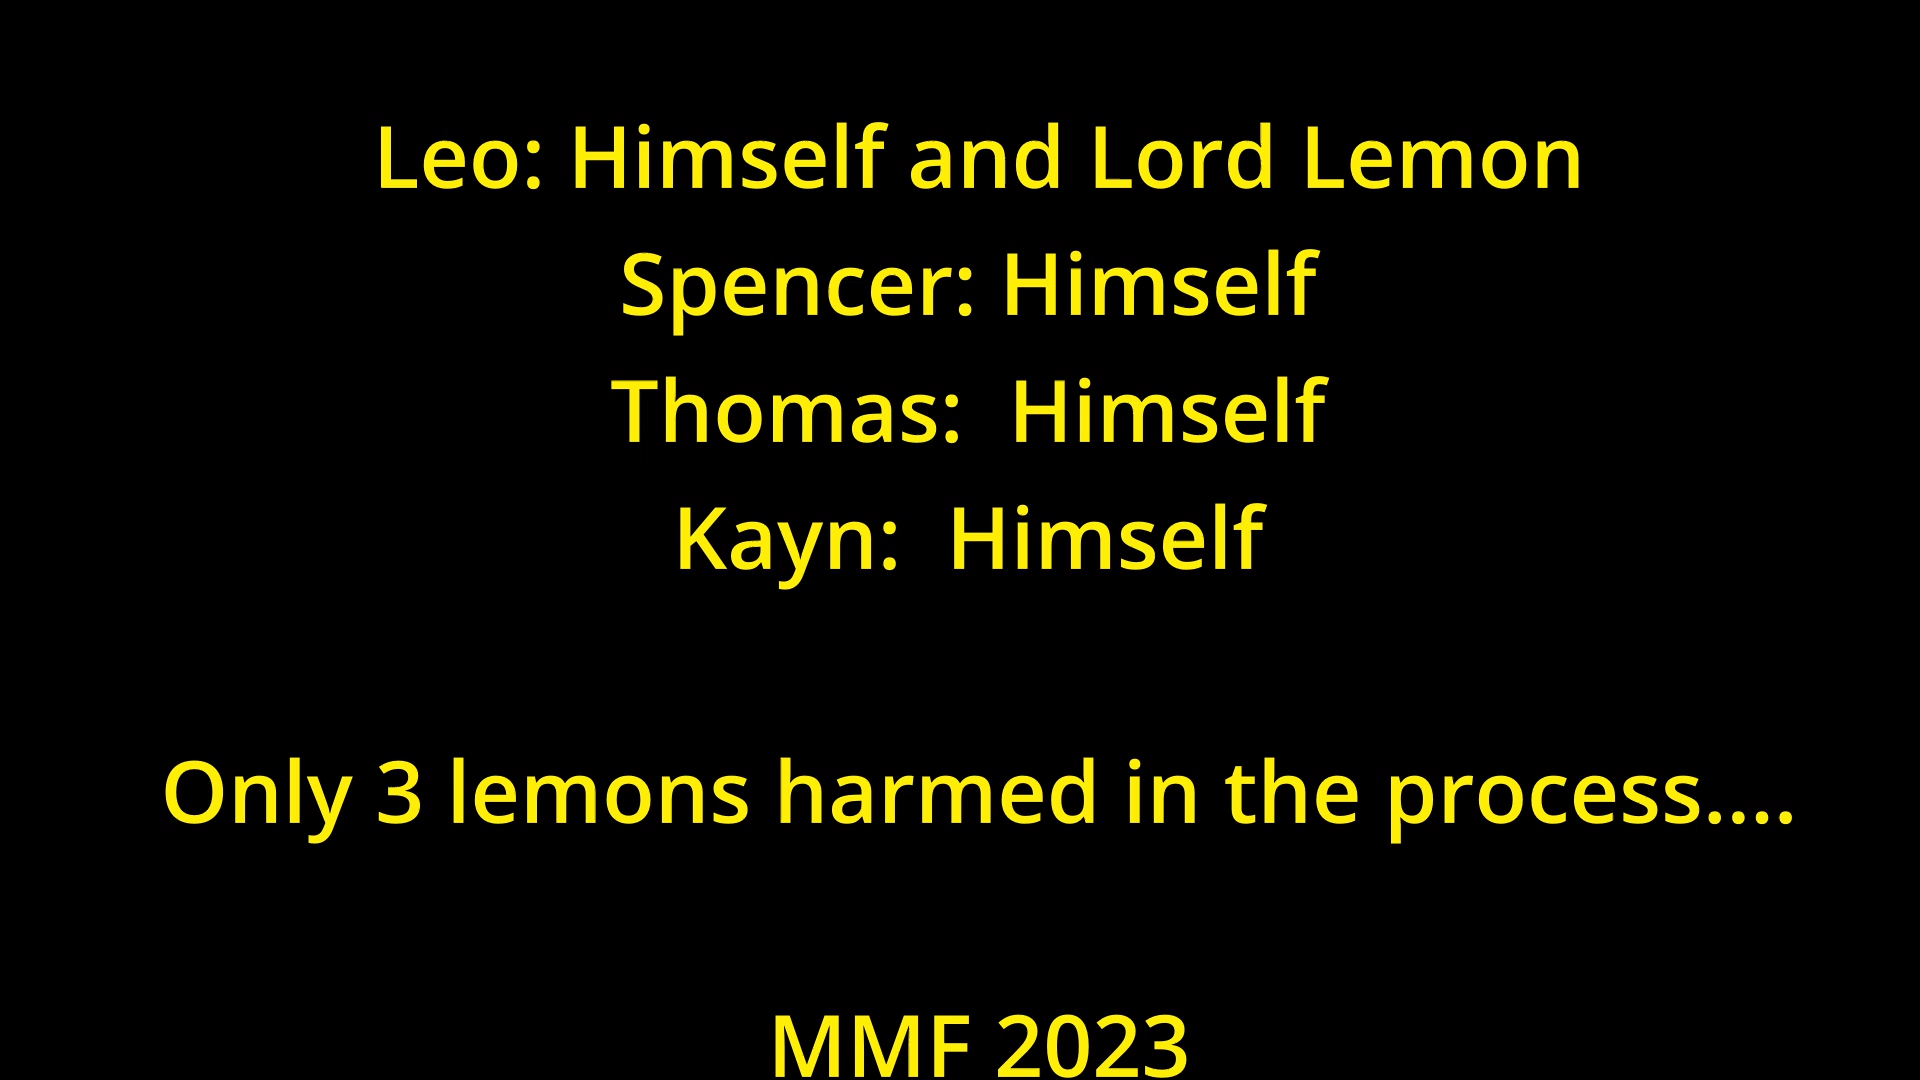 Leo: Himself and Lord Lemon
Spencer: Himself
Thomas:  Himself
Kayn:  Himself
Only 3 lemons harmed in the process....
MMF 2023